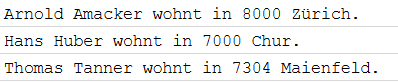 Arnold Amacker wohnt in 8000 Zürich.
Hans Huber wohnt in 7000 Chur.
Thomas Tanner wohnt in 7304 Maienfeld.